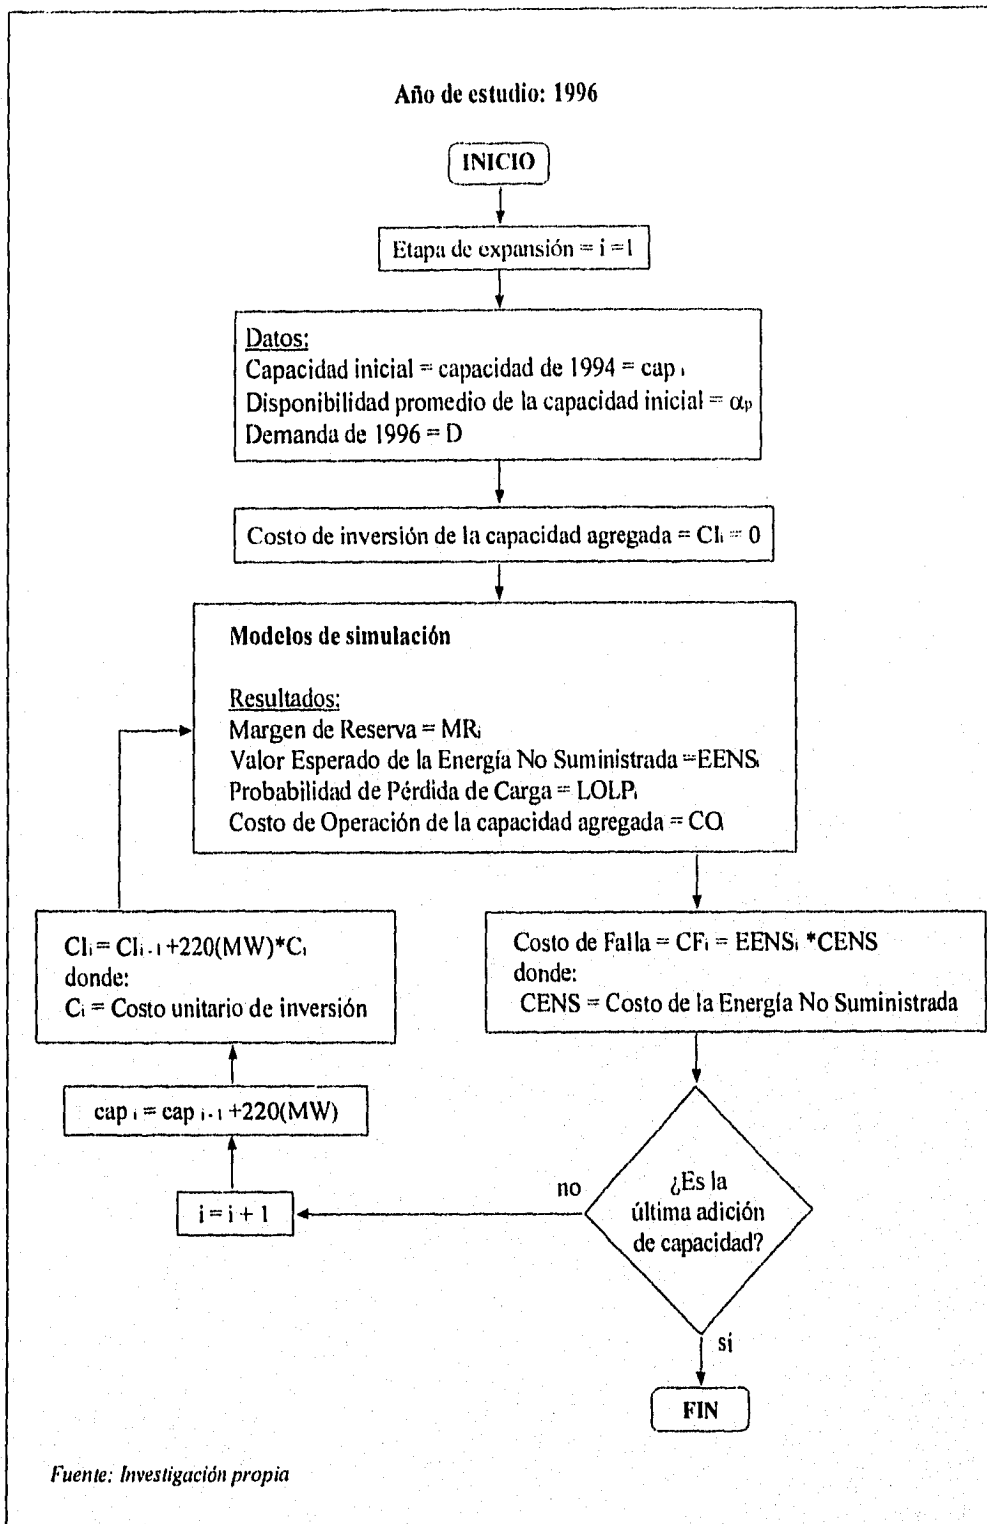 Año de estudio: 1996
INICIO
Etapa de expansión = i =1
Datos:
Capacidad inicial = capacidad de 1994 = cap i
Disponibilidad promedio de la capacidad inicial = αp
Demanda de 1996 = D
Costo de inversión de la capacidad agregada = CIi = 0
Modelos de simulación
Resultados:
Margen de Reserva = MRi
Valor Esperado de la Energía No Suministrada =EENSi
Probabilidad de Pérdida de Carga = LOLPi
Costo de Operación de la capacidad agregada = COi
CIi = CIi - 1 +220(MW)*Ci
donde:
Ci = Costo unitario de inversión
cap i = cap i - 1 +220(MW)
i = i + 1
Costo de Falla = CFi = EENSi *CENS
donde:
CENS = Costo de la Energía No Suministrada
no
¿Es la
última adición
de capacidad?
sí
FIN
Fuente: Investigación propia